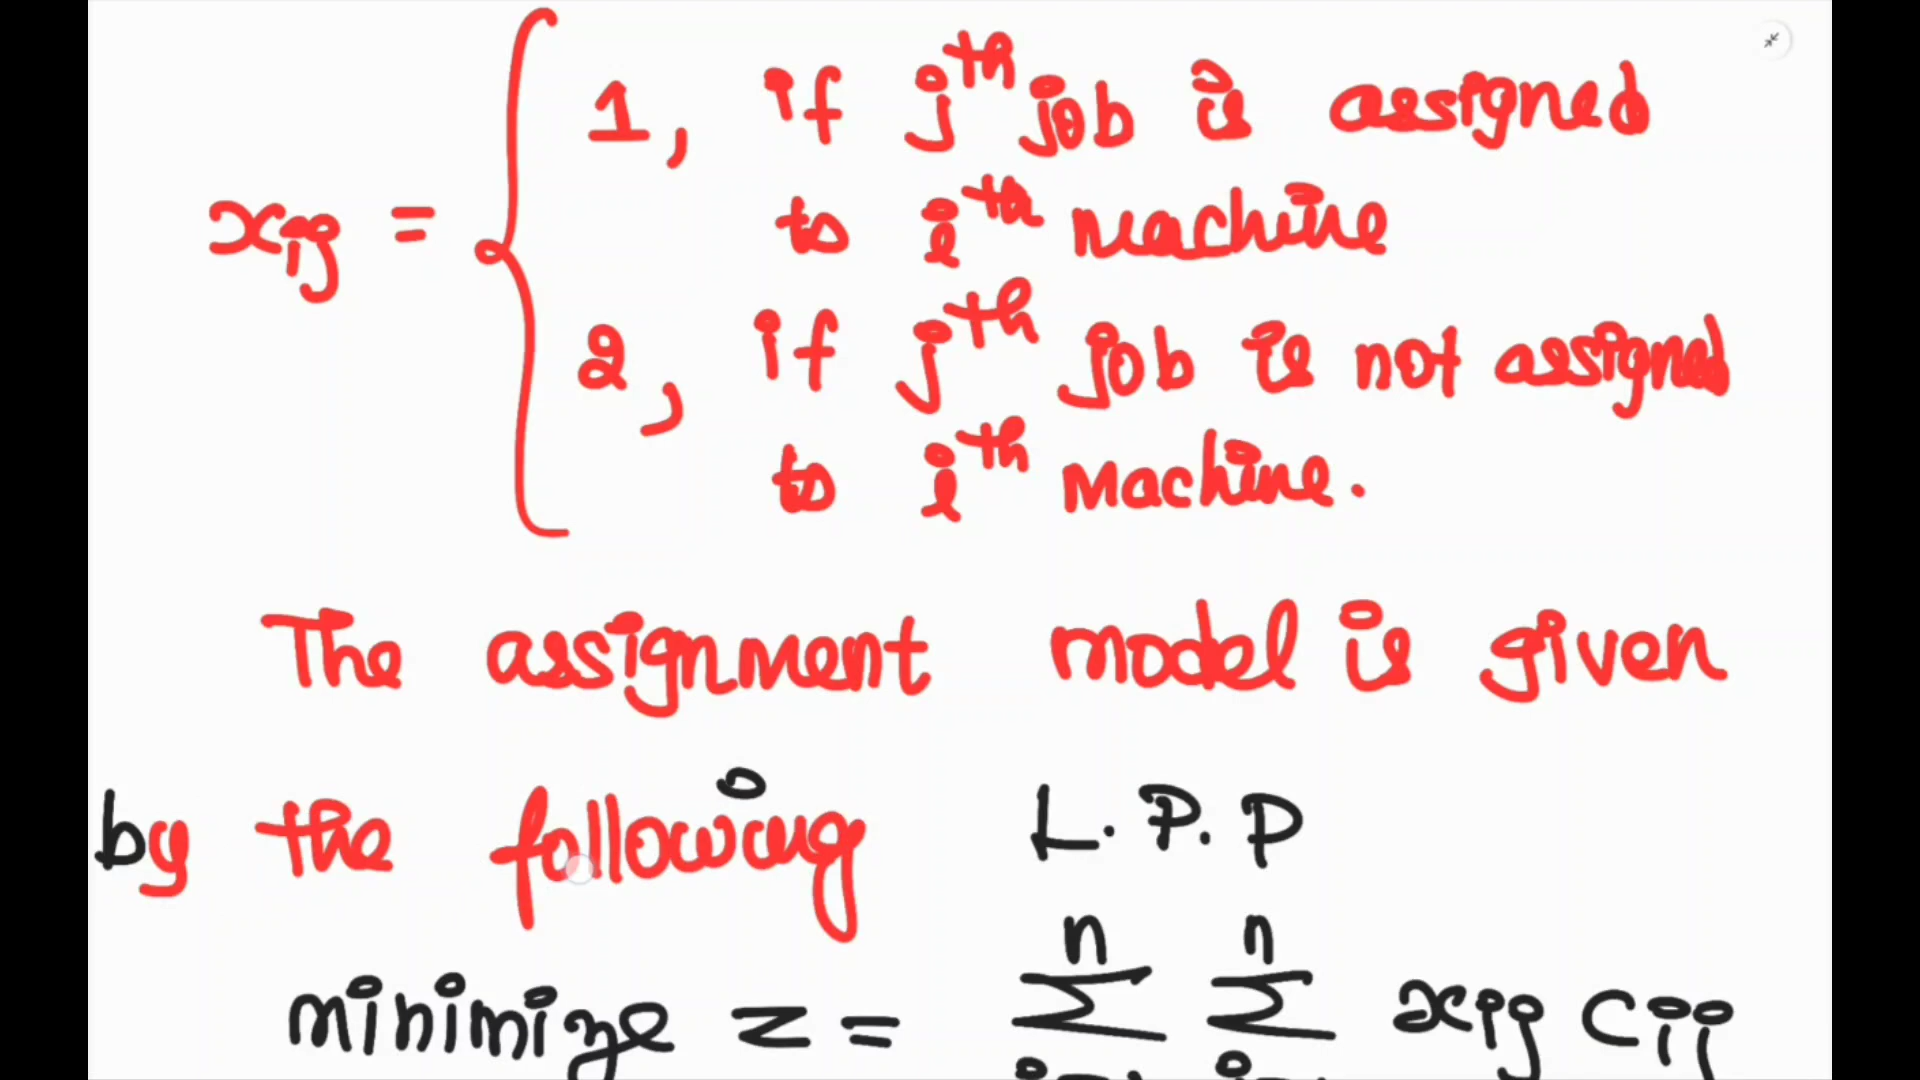 1, if jth job is assigned
to ith machine
xij =
2, if jth job is not assigned
to ith machine.
The assignment model is given
by the following L.P.P
n n
minimize z = Σ Σ xij cij